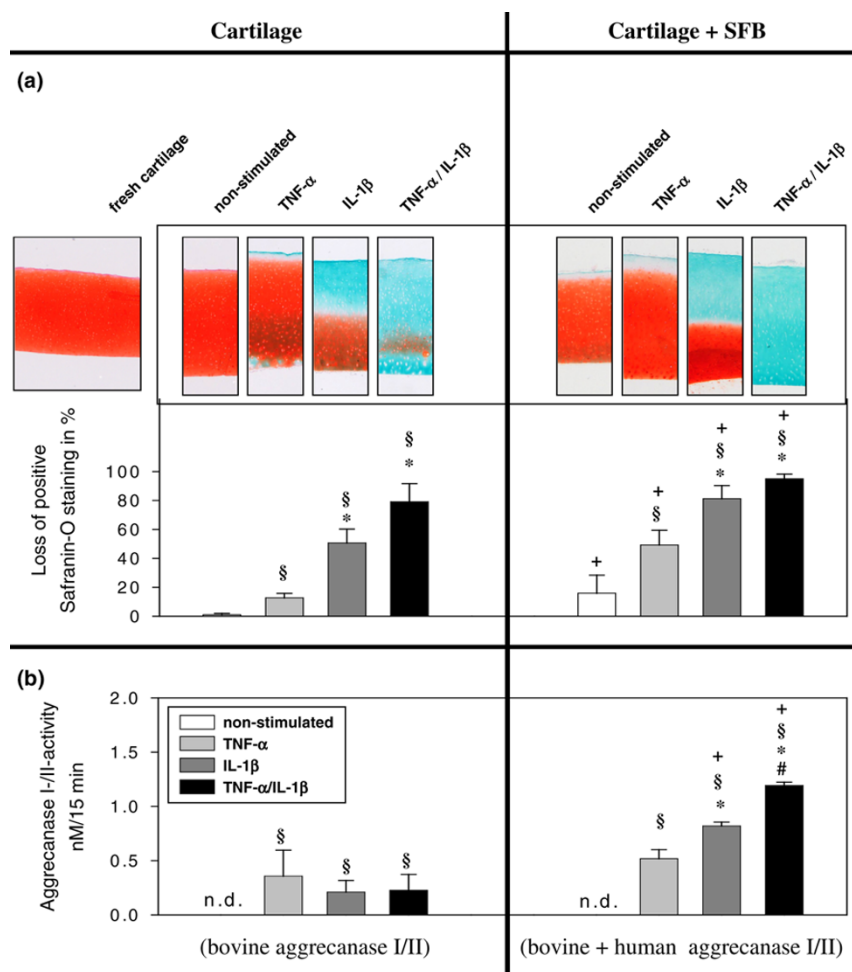 Cartilage
Cartilage + SFB
(a)
fresh cartilage
non-stimulated
TNF-α
IL-1β
TNF-α / IL-1β
non-stimulated
TNF-α
IL-1β
TNF-α / IL-1β
Loss of positive
Safranin-O staining in %
100
80
60
40
20
0
§
§
*
§
*
+
+
§
+
§
*
+
§
*
(b)
Aggrecanase I-/II-activity
nM/15 min
2.0
1.5
1.0
0.5
0.0
non-stimulated
TNF-α
IL-1β
TNF-α/IL-1β
n.d.
§
§
§
n.d.
§
+
§
*
+
§
*
#
(bovine aggrecanase I/II)
(bovine + human aggrecanase I/II)